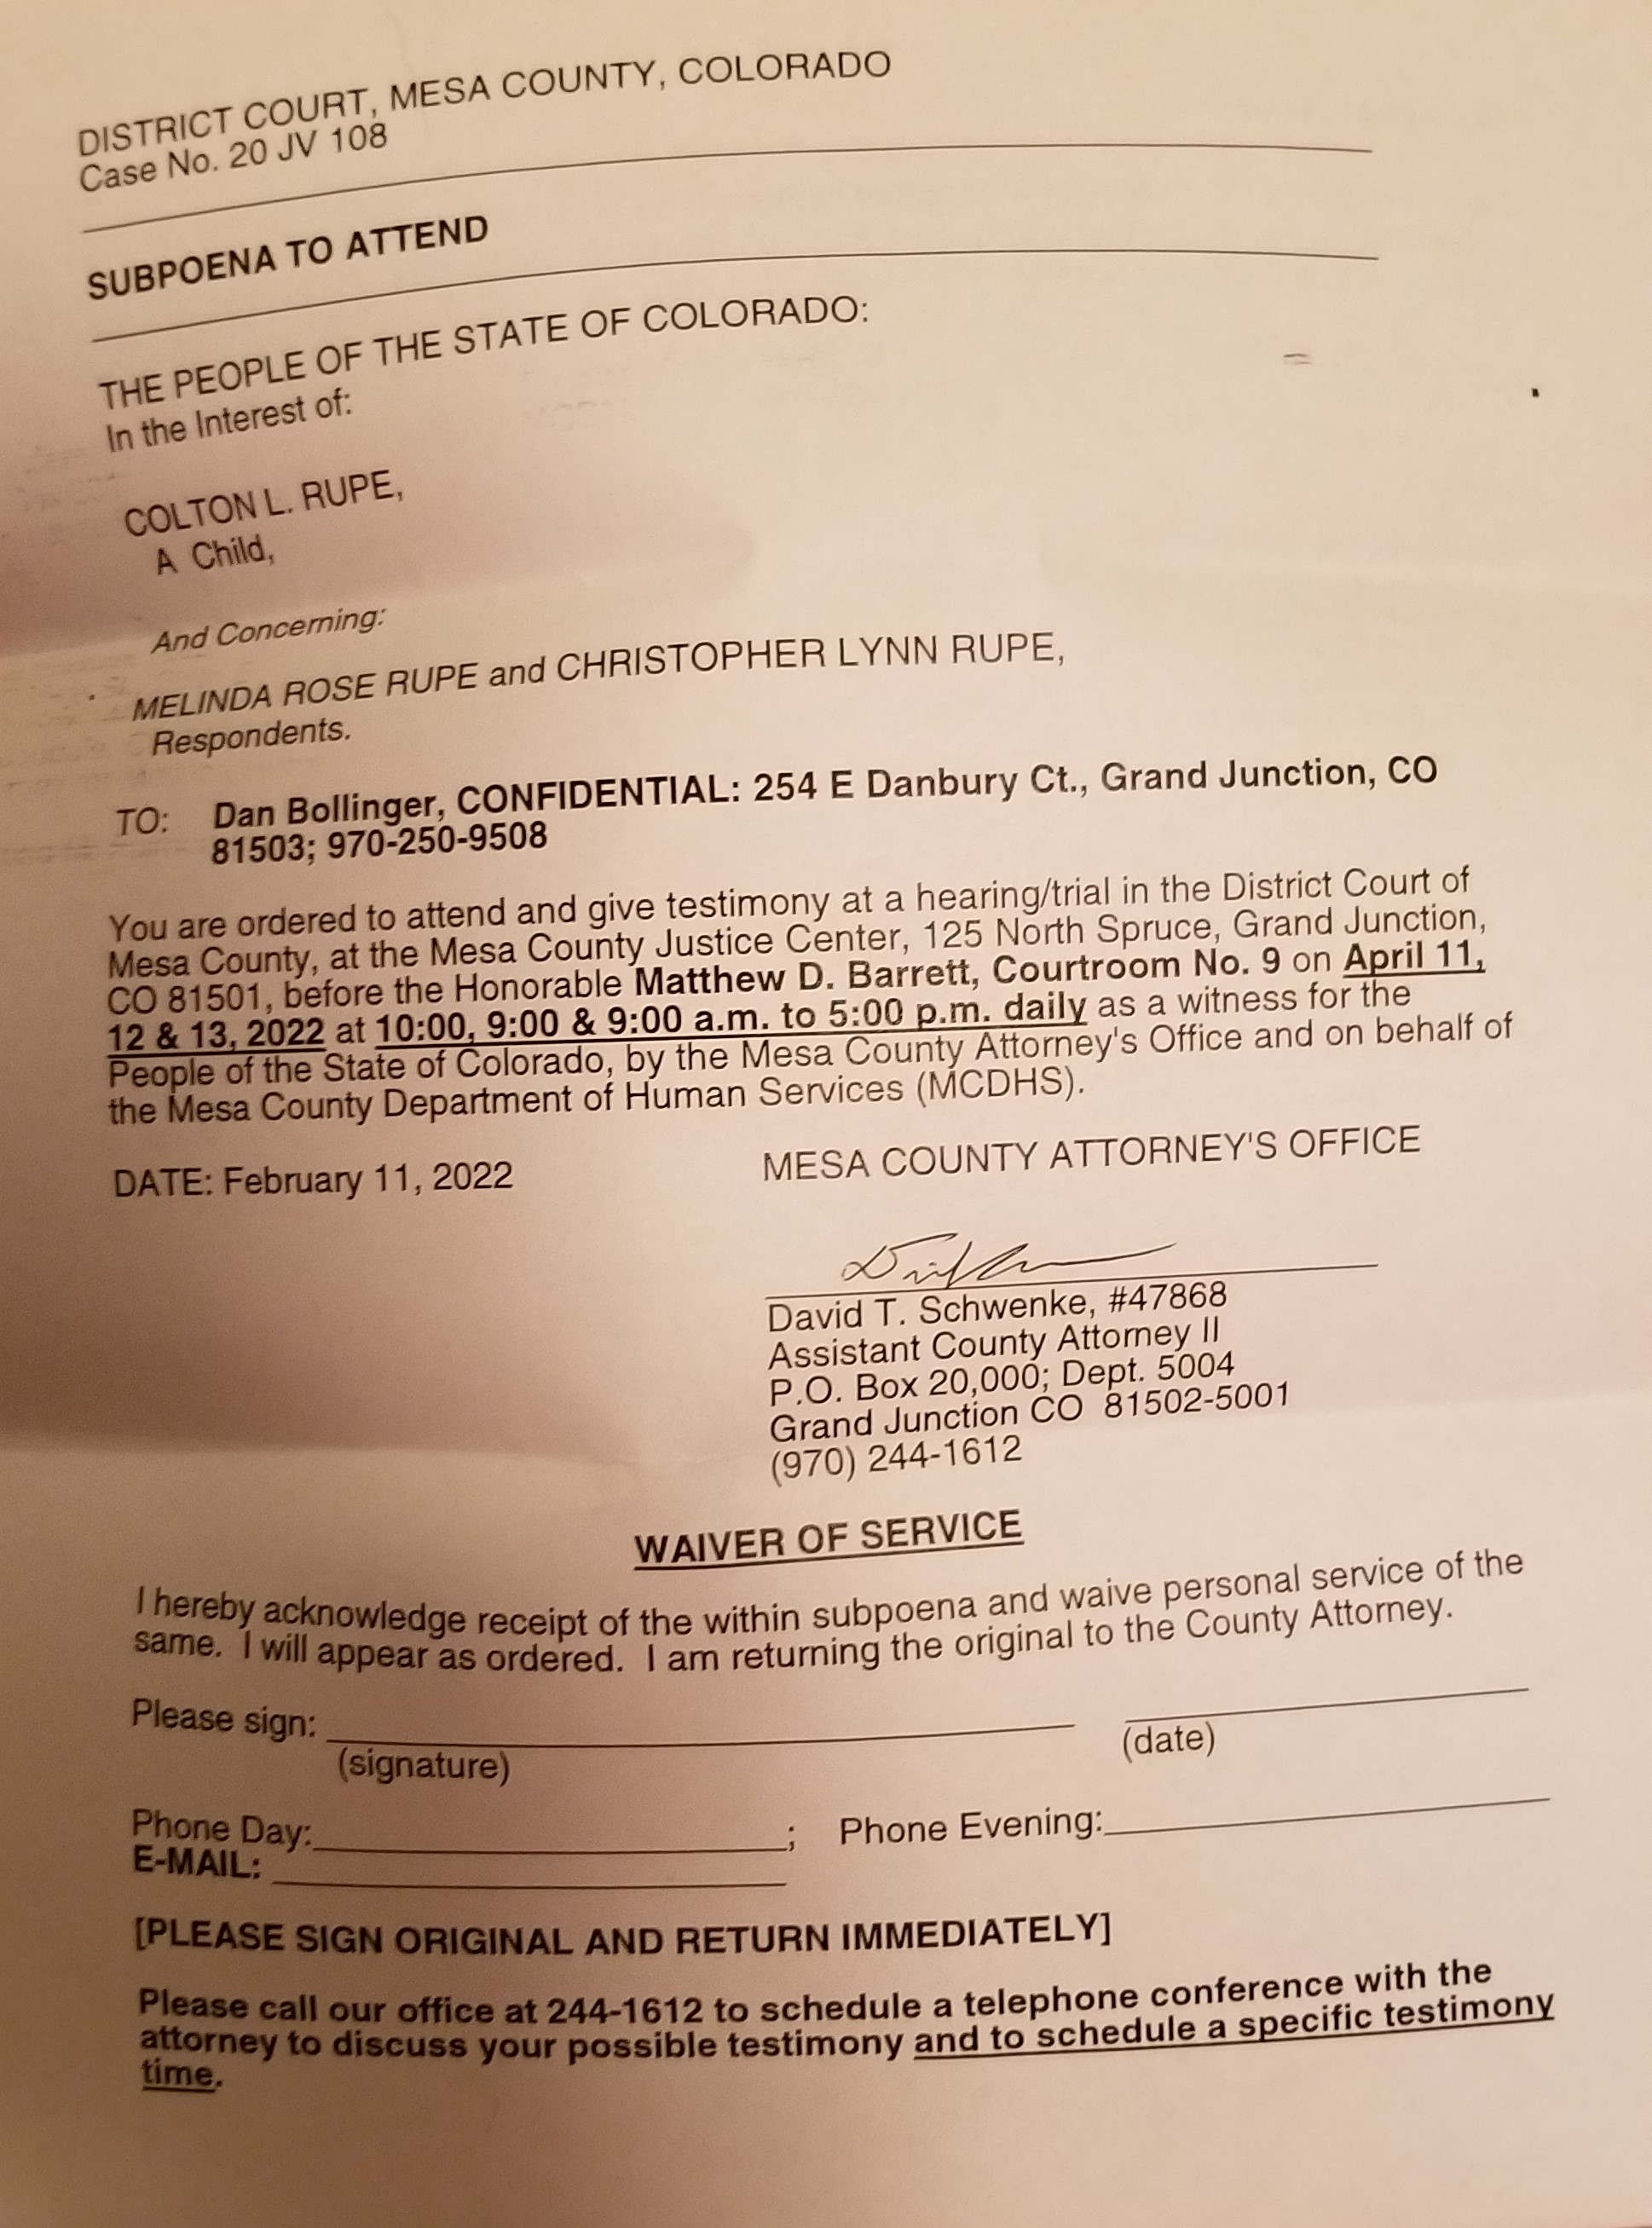 DISTRICT COURT, MESA COUNTY, COLORADO
Case No. 20 JV 108
SUBPOENA TO ATTEND
THE PEOPLE OF THE STATE OF COLORADO:
In the Interest of:
COLTON L. RUPE,
A Child,
And Concerning:
MELINDA ROSE RUPE and CHRISTOPHER LYNN RUPE,
Respondents.
TO: Dan Bollinger, CONFIDENTIAL: 254 E Danbury Ct., Grand Junction, CO
81503; 970-250-9508
You are ordered to attend and give testimony at a hearing/trial in the District Court of
Mesa County, at the Mesa County Justice Center, 125 North Spruce, Grand Junction,
CO 81501, before the Honorable Matthew D. Barrett, Courtroom No. 9 on April 11,
12 & 13, 2022 at 10:00, 9:00 & 9:00 a.m. to 5:00 p.m. daily as a witness for the
People of the State of Colorado, by the Mesa County Attorney's Office and on behalf of
the Mesa County Department of Human Services (MCDHS).
DATE: February 11, 2022
MESA COUNTY ATTORNEY'S OFFICE
David T. Schwenke, #47868
Assistant County Attorney II
P.O. Box 20,000; Dept. 5004
Grand Junction CO 81502-5001
(970) 244-1612
WAIVER OF SERVICE
I hereby acknowledge receipt of the within subpoena and waive personal service of the
same. I will appear as ordered. I am returning the original to the County Attorney.
Please sign:
(signature) (date)
Phone Day: ; Phone Evening:
E-MAIL:
[PLEASE SIGN ORIGINAL AND RETURN IMMEDIATELY]
Please call our office at 244-1612 to schedule a telephone conference with the
attorney to discuss your possible testimony and to schedule a specific testimony
time.